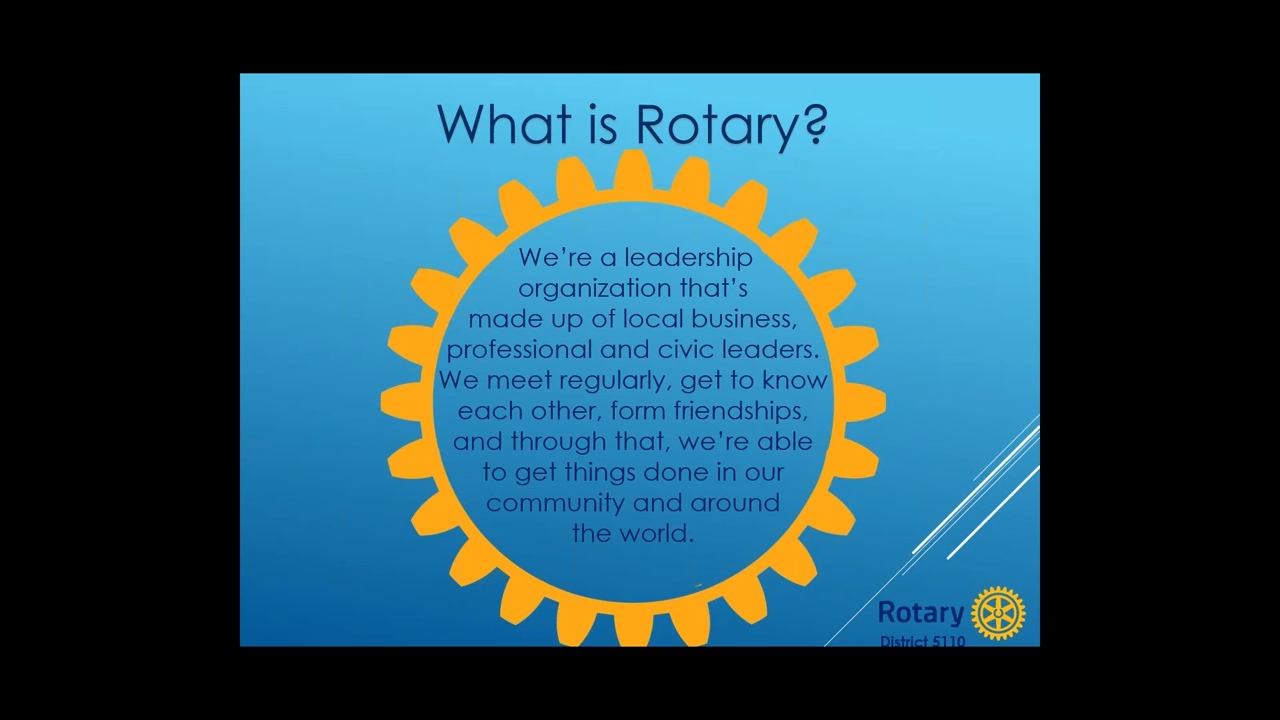 What is Rotary?
We're a leadership
organization that's
made up of local business,
professional and civic leaders.
We meet regularly, get to know
each other, form friendships,
and through that, we're able
to get things done in our
community and around
the world.
Rotary
District 5110